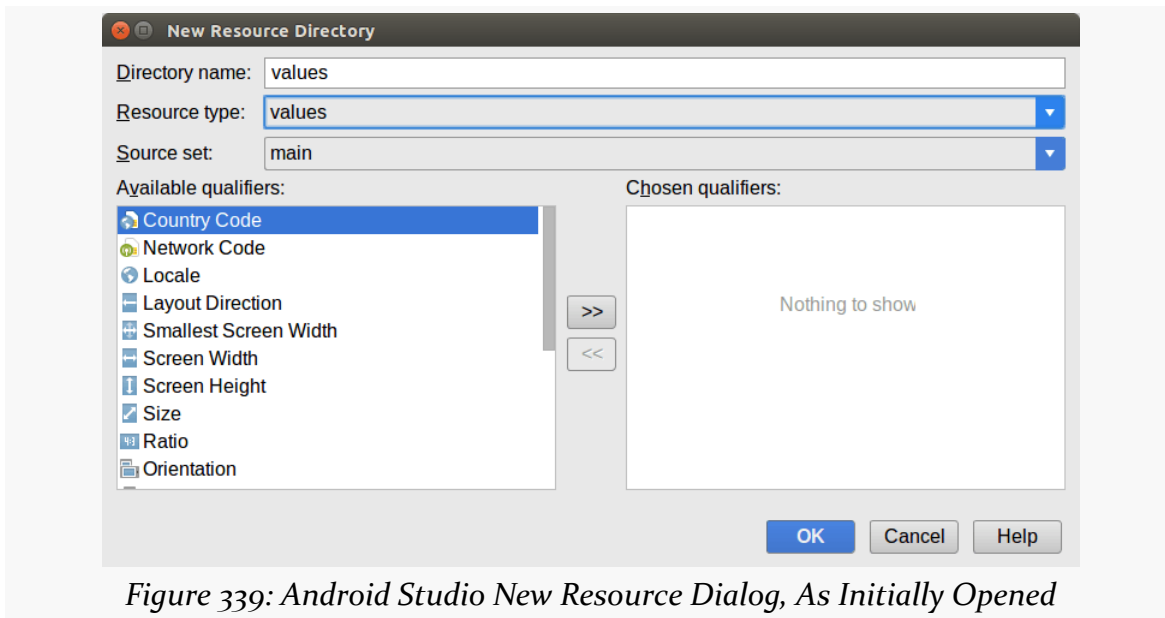 New Resource Directory
Directory name: values
Resource type: values
Source set: main
Available qualifiers:
Country Code
Network Code
Locale
Layout Direction
Smallest Screen Width
Screen Width
Screen Height
Size
Ratio
Orientation
>>
<<
Chosen qualifiers:
Nothing to show
OK Cancel Help
Figure 339: Android Studio New Resource Dialog, As Initially Opened